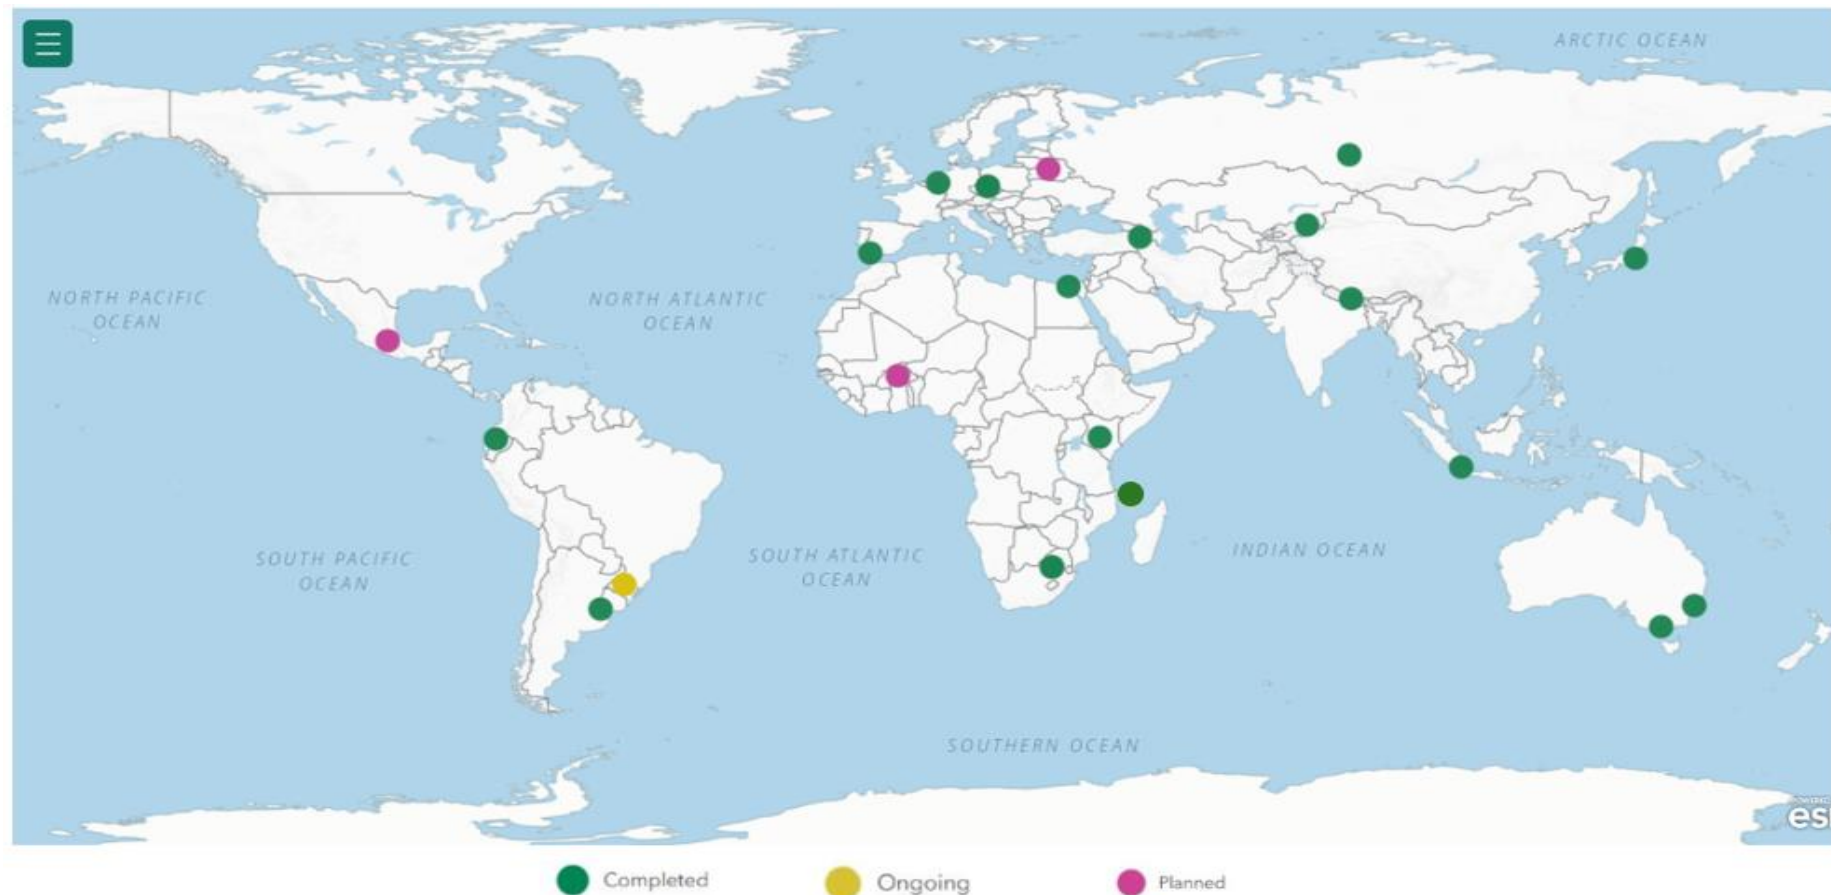 ARCTIC OCEAN
NORTH PACIFIC
OCEAN
NORTH ATLANTIC
OCEAN
SOUTH PACIFIC
OCEAN
SOUTH ATLANTIC
OCEAN
INDIAN OCEAN
SOUTHERN OCEAN
Completed
Ongoing
Planned